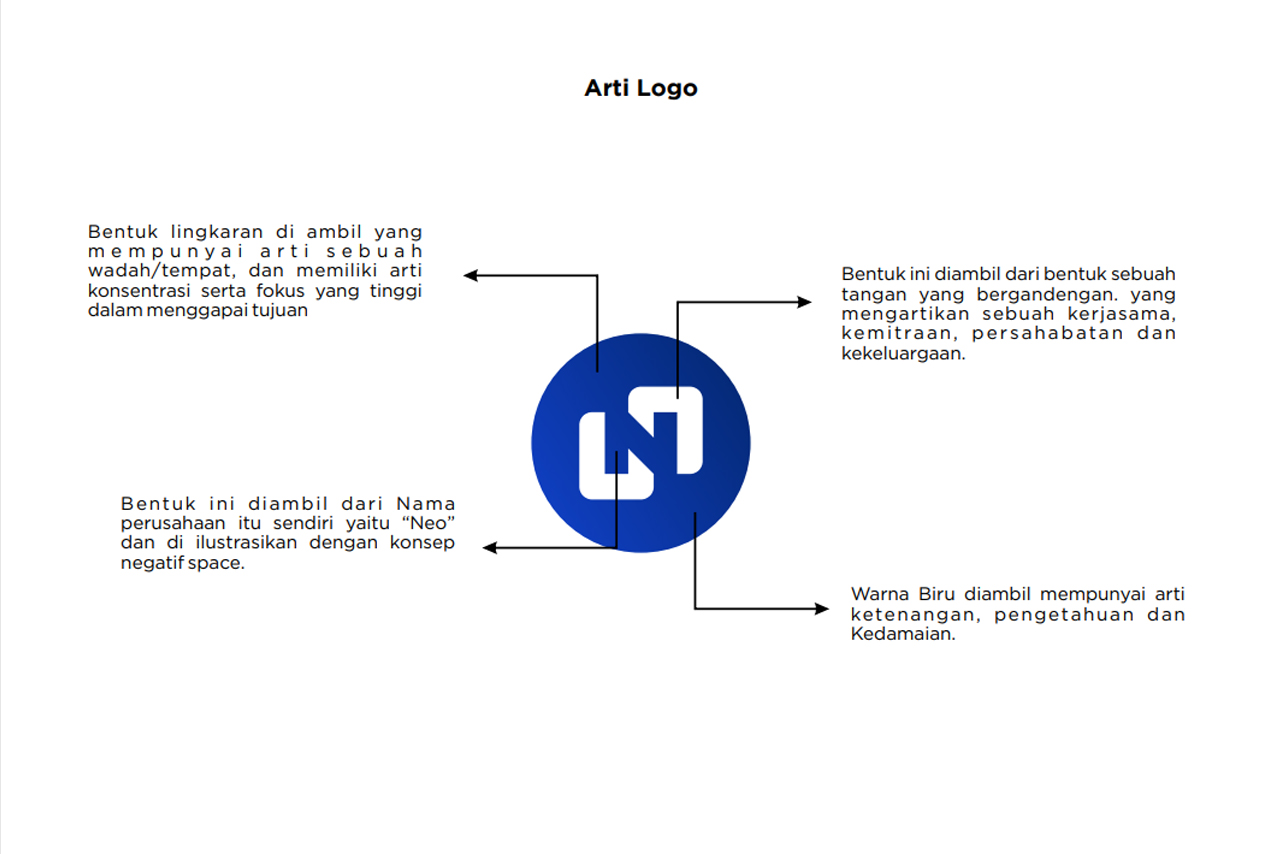 Arti Logo
Bentuk lingkaran di ambil yang
mempunyai arti sebuah
wadah/tempat, dan memiliki arti
konsentrasi serta fokus yang tinggi
dalam menggapai tujuan
Bentuk ini diambil dari bentuk sebuah
tangan yang bergandengan. yang
mengartikan sebuah kerjasama,
kemitraan, persahabatan dan
kekeluargaan.
Bentuk ini diambil dari Nama
perusahaan itu sendiri yaitu “Neo”
dan di ilustrasikan dengan konsep
negatif space.
Warna Biru diambil mempunyai arti
ketenangan, pengetahuan dan
Kedamaian.